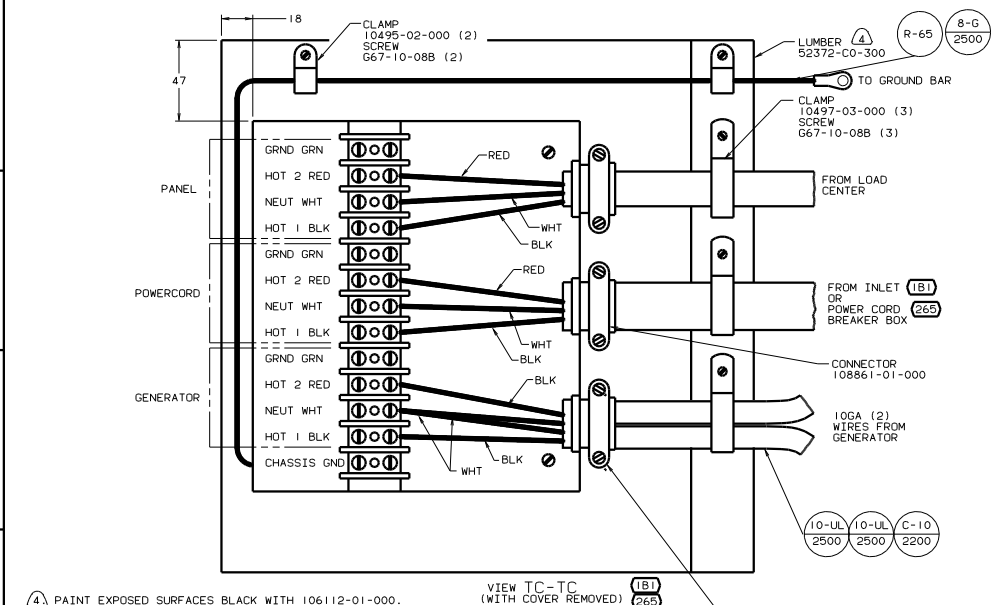 18
CLAMP
10495-02-000 (2)
SCREW
G67-10-08B (2)
LUMBER 4
52372-C0-300
R-65
8-G
2500
47
TO GROUND BAR
CLAMP
10497-03-000 (3)
SCREW
G67-10-08B (3)
PANEL
GRND GRN
HOT 2 RED
NEUT WHT
HOT 1 BLK
RED
WHT
BLK
FROM LOAD
CENTER
POWERCORD
GRND GRN
HOT 2 RED
NEUT WHT
HOT 1 BLK
RED
WHT
BLK
FROM INLET 1B1
OR
POWER CORD 265
BREAKER BOX
CONNECTOR
108861-01-000
GENERATOR
GRND GRN
HOT 2 RED
NEUT WHT
HOT 1 BLK
CHASSIS GND
BLK
BLK
WHT
10GA (2)
WIRES FROM
GENERATOR
10-UL
2500
10-UL
2500
C-10
2200
4 PAINT EXPOSED SURFACES BLACK WITH 106112-01-000.
VIEW TC-TC 1B1
(WITH COVER REMOVED) 265